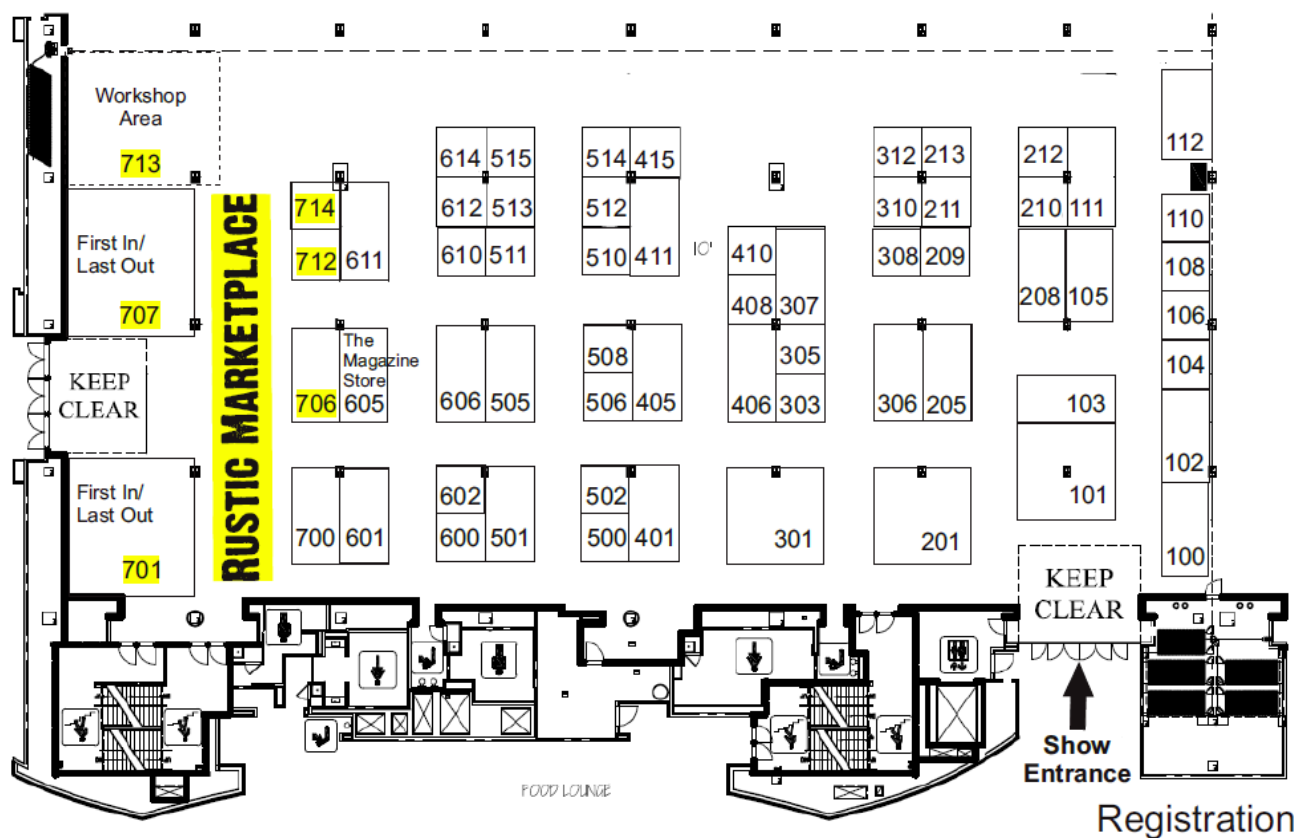 Workshop
Area
713
First In/
Last Out
707
KEEP
CLEAR
First In/
Last Out
701
RUSTIC MARKETPLACE
714
712 611
The
Magazine
Store
706 605
700 601
614 515
612 513
610 511
606 505
602
600 501
514 415
512
510 411
508
506 405
502
500 401
10'
410
408 307
305
406 303
301
312 213
310 211
308 209
306 205
201
212
210 111
208 105
103
101
KEEP
CLEAR
112
110
108
106
104
102
100
Show
Entrance
FOOD LOUNGE
Registration